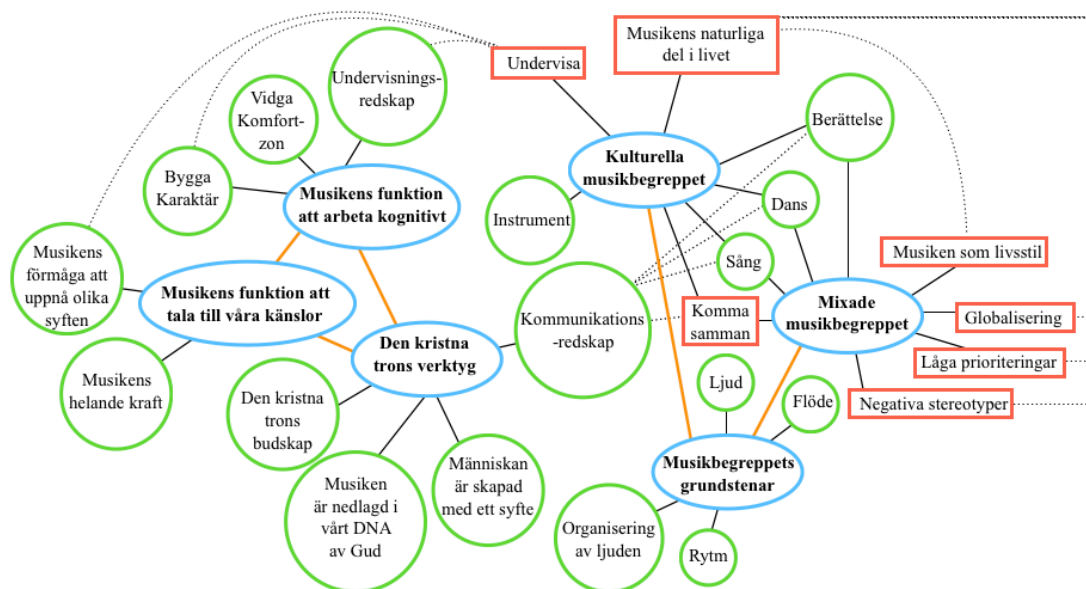 Musikens naturliga
del i livet
Undervisa
Undervisnings-
redskap
Vidga
Komfort-
zon
Bygga
Karaktär
Musikens funktion
att arbeta kognitivt
Musikens
förmåga att
uppnå olika
syften
Musikens funktion att
tala till våra känslor
Musikens
helande kraft
Den kristna
trons verktyg
Den kristna
trons
budskap
Musiken
är nedlagd i
vårt DNA
av Gud
Människan
är skapad
med ett syfte
Kommunikations
-redskap
Kulturella
musikbegreppet
Instrument
Berättelse
Dans
Sång
Komma
samman
Musiken som livsstil
Mixade
musikbegreppet
Globalisering
Låga prioriteringar
Negativa stereotyper
Ljud
Flöde
Musikbegreppets
grundstenar
Organisering
av ljuden
Rytm